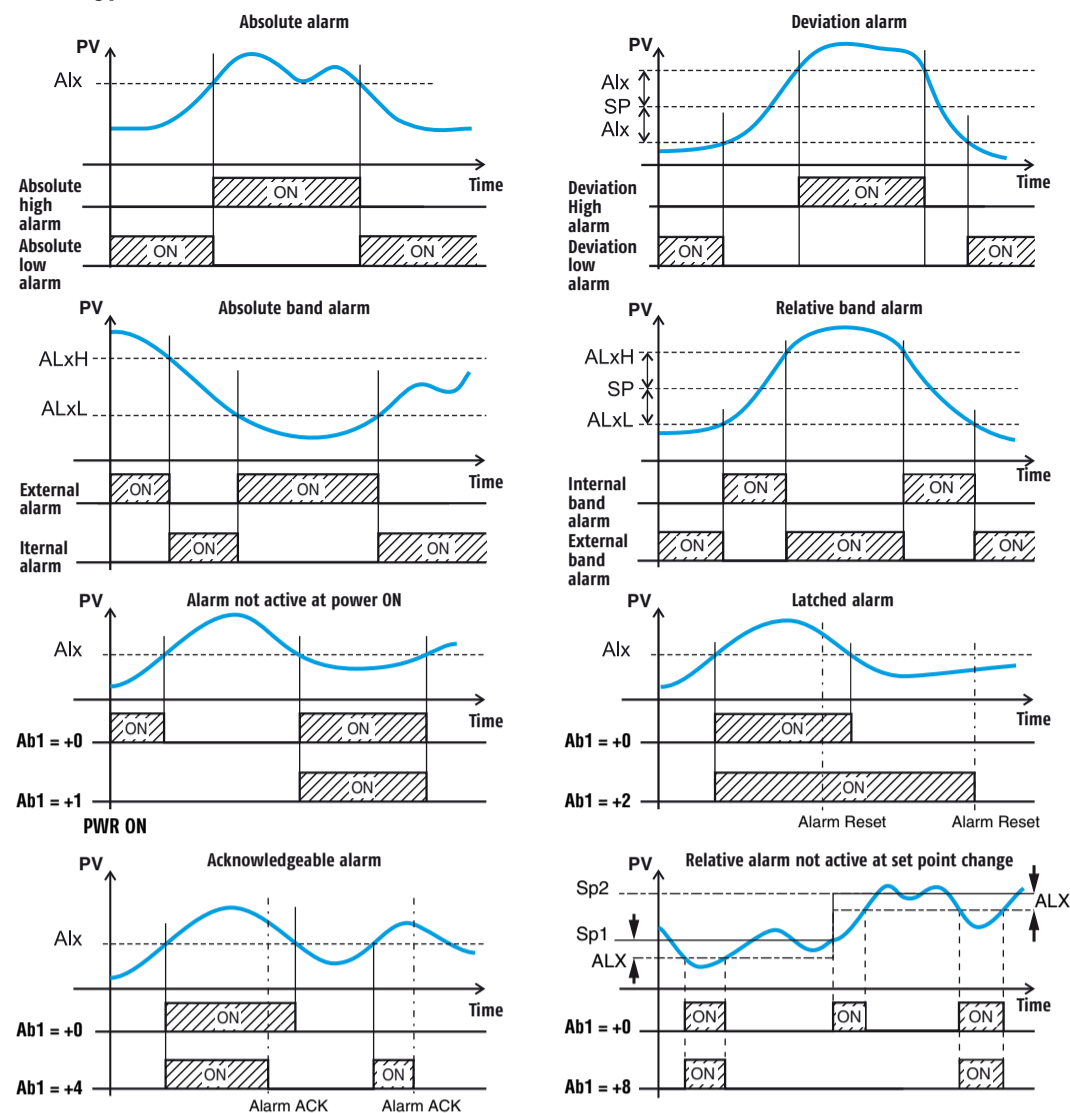 Absolute alarm
PV
Alx
Time
Absolute
high
alarm
ON
Absolute
low
alarm
ON
ON
Deviation alarm
PV
Alx
SP
Alx
Time
Deviation
High
alarm
ON
Deviation
low
alarm
ON
ON
Absolute band alarm
PV
ALxH
ALxL
Time
External
alarm
ON
ON
Iternal
alarm
ON
ON
Relative band alarm
PV
ALxH
SP
ALxL
Time
Internal
band
alarm
ON
ON
External
band
alarm
ON
ON
ON
Alarm not active at power ON
PV
Alx
Time
Ab1 = +0
ON
ON
Ab1 = +1
ON
PWR ON
Latched alarm
PV
Alx
Time
Ab1 = +0
ON
Ab1 = +2
ON
Alarm Reset
Alarm Reset
Acknowledgeable alarm
PV
Alx
Time
Ab1 = +0
ON
Ab1 = +4
ON
ON
Alarm ACK
Alarm ACK
Relative alarm not active at set point change
PV
Sp2
ALX
Sp1
ALX
Time
Ab1 = +0
ON
ON
ON
Ab1 = +8
ON
ON